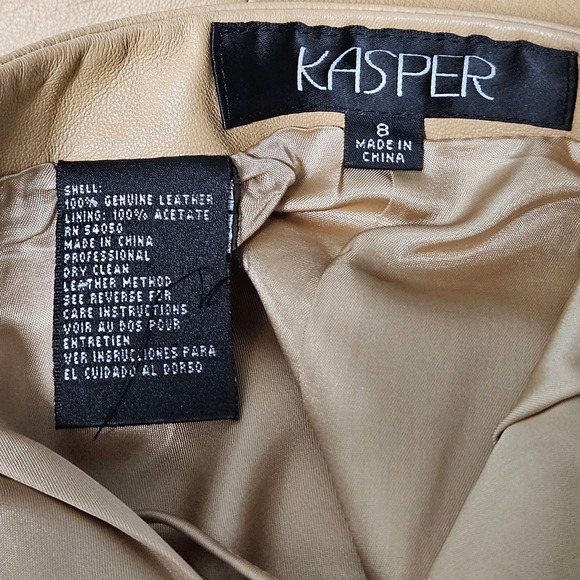 KASPER
8
MADE IN
CHINA
SHELL:
100% GENUINE LEATHER
LINING: 100% ACETATE
RN 54050
MADE IN CHINA
PROFESSIONAL
DRY CLEAN
LEATHER METHOD
SEE REVERSE FOR
CARE INSTRUCTIONS
VOIR AU DOS POUR
ENTRETIEN
VER INSTRUCIONES PARA
EL CUIDADO AL DORSO